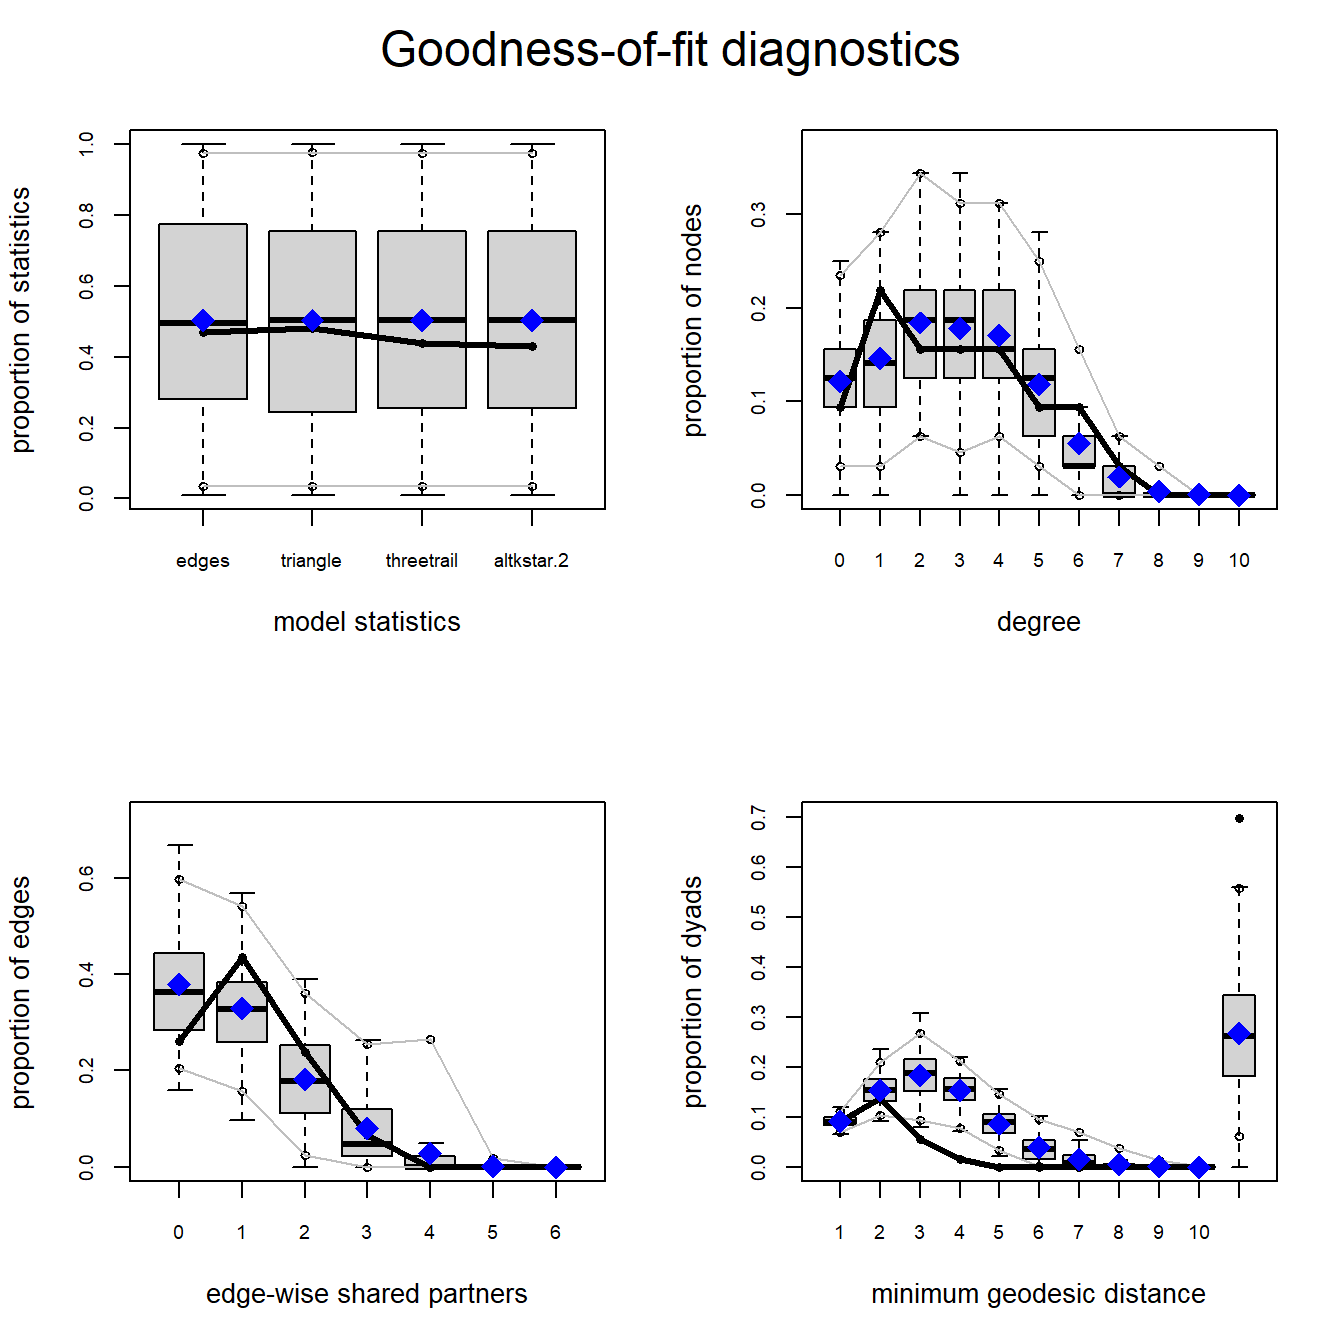 Goodness-of-fit diagnostics
proportion of statistics
0.0 0.2 0.4 0.6 0.8 1.0
edges triangle threetrail altkstar.2
model statistics
proportion of nodes
0.0 0.1 0.2 0.3
0 1 2 3 4 5 6 7 8 9 10
degree
proportion of edges
0.0 0.2 0.4 0.6
0 1 2 3 4 5 6
edge-wise shared partners
proportion of dyads
0.0 0.1 0.2 0.3 0.4 0.5 0.6 0.7
1 2 3 4 5 6 7 8 9 10
minimum geodesic distance